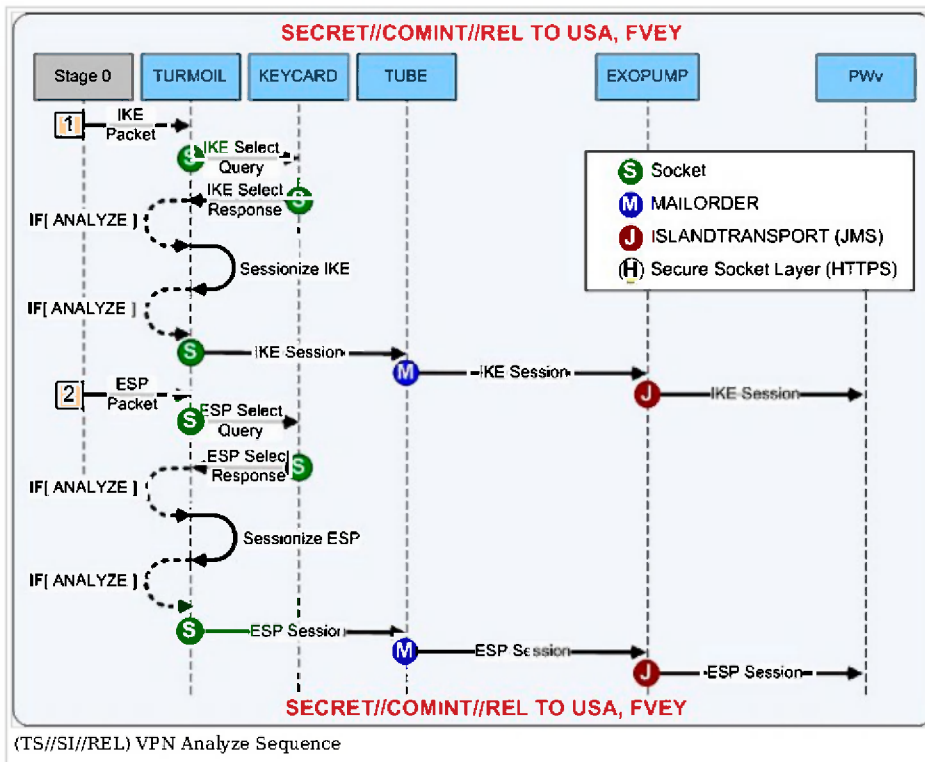 SECRET//COMINT//REL TO USA, FVEY
Stage 0
TURMOIL
KEYCARD
TUBE
EXOPUMP
PWv
1
IKE
Packet
S
IKE Select
Query
IKE Select
Response
S
IF[ ANALYZE ]
Sessionize IKE
IF[ ANALYZE ]
S
IKE Session
M
IKE Session
J
IKE Session
S Socket
M MAILORDER
J ISLANDTRANSPORT (JMS)
(H) Secure Socket Layer (HTTPS)
2
ESP
Packet
S
ESP Select
Query
ESP Select
Response
S
IF[ ANALYZE ]
Sessionize ESP
IF[ ANALYZE ]
S
ESP Session
M
ESP Session
J
ESP Session
SECRET//COMINT//REL TO USA, FVEY
(TS//SI//REL) VPN Analyze Sequence